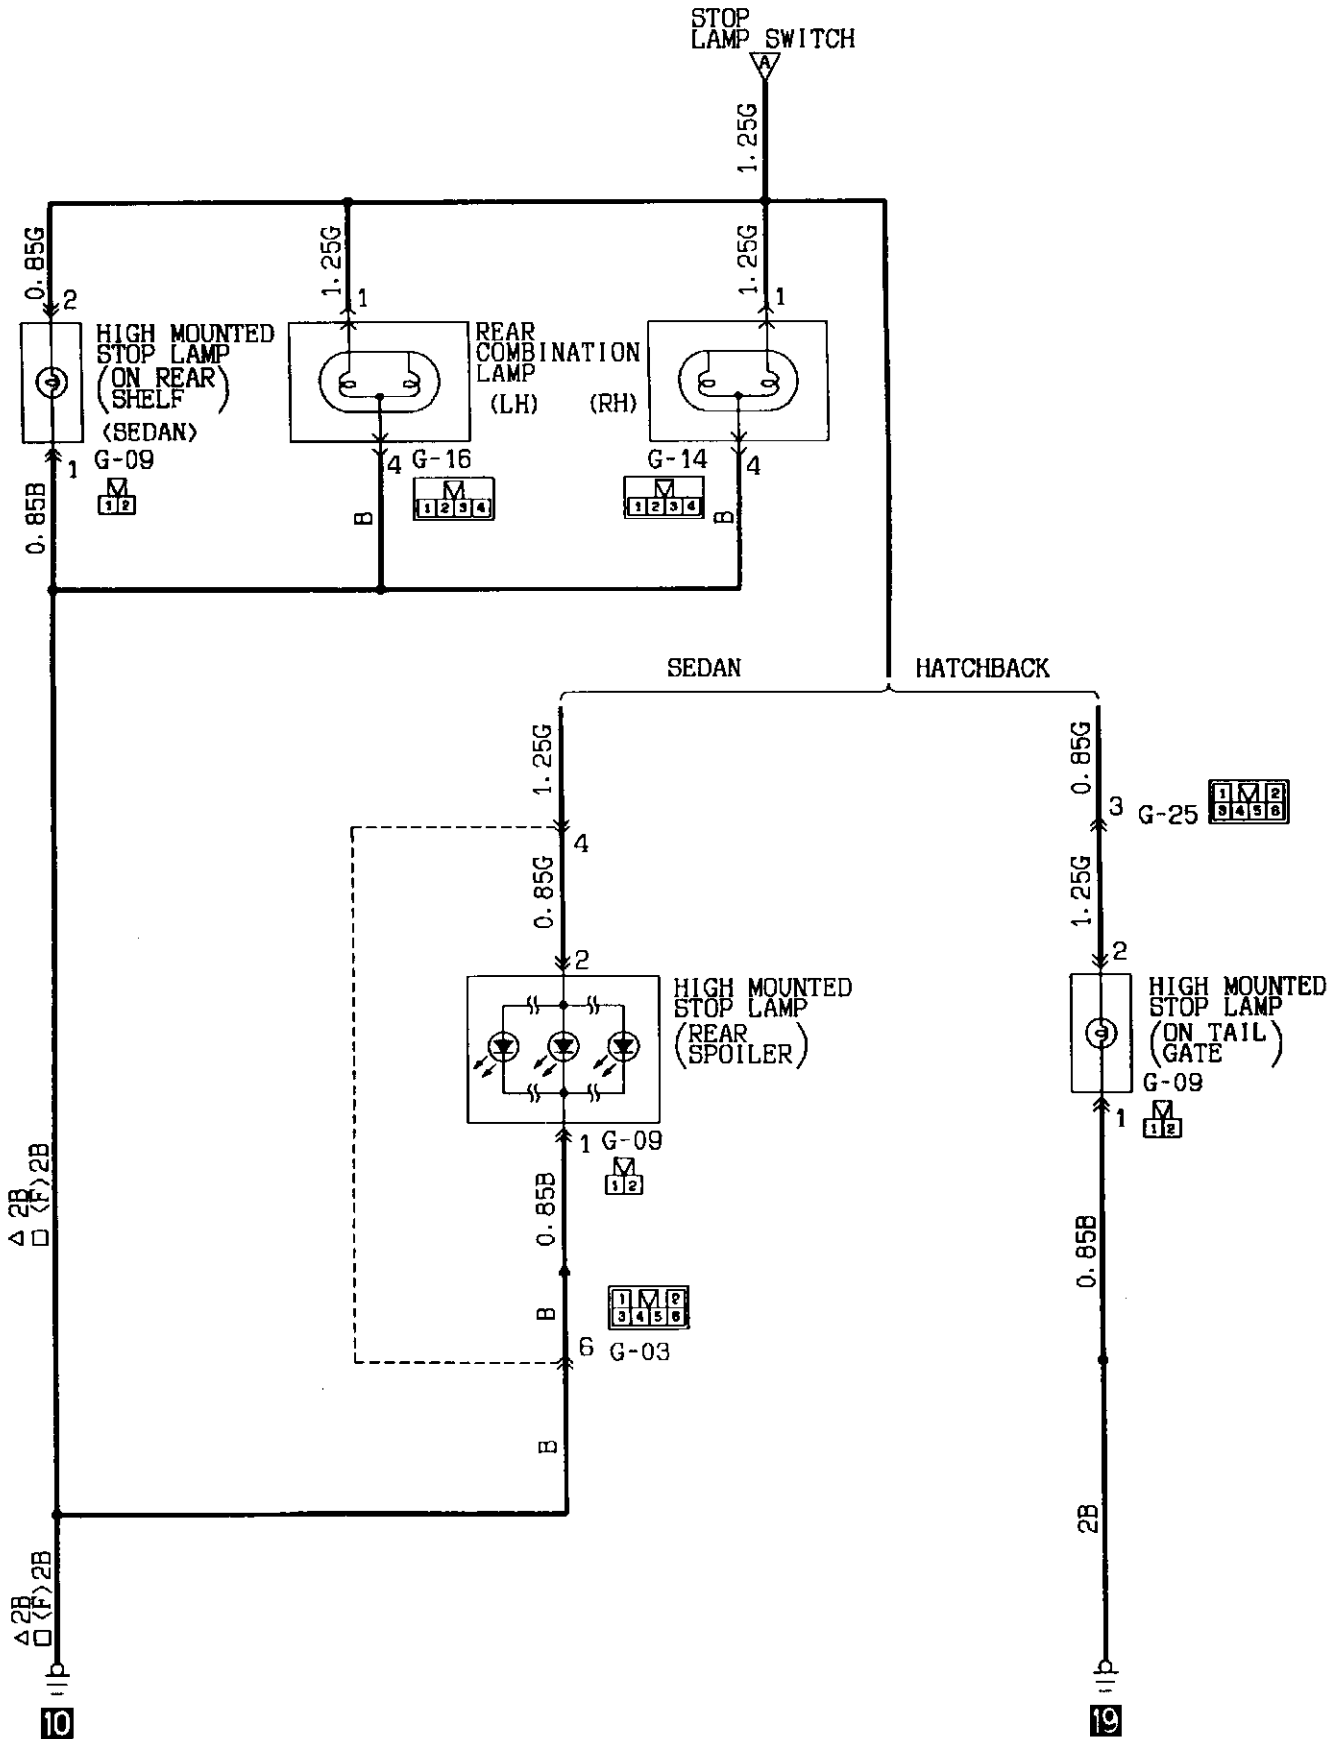 STOP
LAMP SWITCH
A
1.25G
0.85G
1.25G
1.25G
2
1
1
HIGH MOUNTED
STOP LAMP
(ON REAR
SHELF)
(SEDAN)
REAR
COMBINATION
LAMP
(LH)
(RH)
1
G-09
4
G-16
G-14
4
1 2
1 2 3 4
1 2 3 4
0.85B
B
B
SEDAN
HATCHBACK
1.25G
0.85G
3
G-25
1 2
3 4 5 6
4
0.85G
1.25G
2
2
HIGH MOUNTED
STOP LAMP
(REAR
SPOILER)
HIGH MOUNTED
STOP LAMP
(ON TAIL
GATE)
G-09
1
1 2
1
G-09
1 2
△ 2B
□ (F) 2B
0.85B
0.85B
B
1 2
3 4 5 6
6
G-03
B
2B
△ 2B
□ (F) 2B
10
19